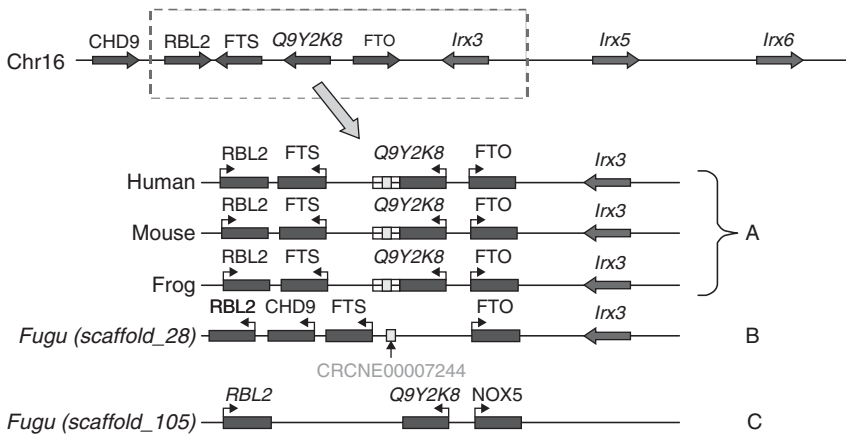 CHD9 RBL2 FTS Q9Y2K8 FTO Irx3 Irx5 Irx6
Chr16
RBL2 FTS Q9Y2K8 FTO Irx3
Human
RBL2 FTS Q9Y2K8 FTO Irx3
Mouse A
RBL2 FTS Q9Y2K8 FTO Irx3
Frog
RBL2 CHD9 FTS FTO Irx3
Fugu (scaffold_28) B
CRCNE00007244
RBL2 Q9Y2K8 NOX5
Fugu (scaffold_105) C